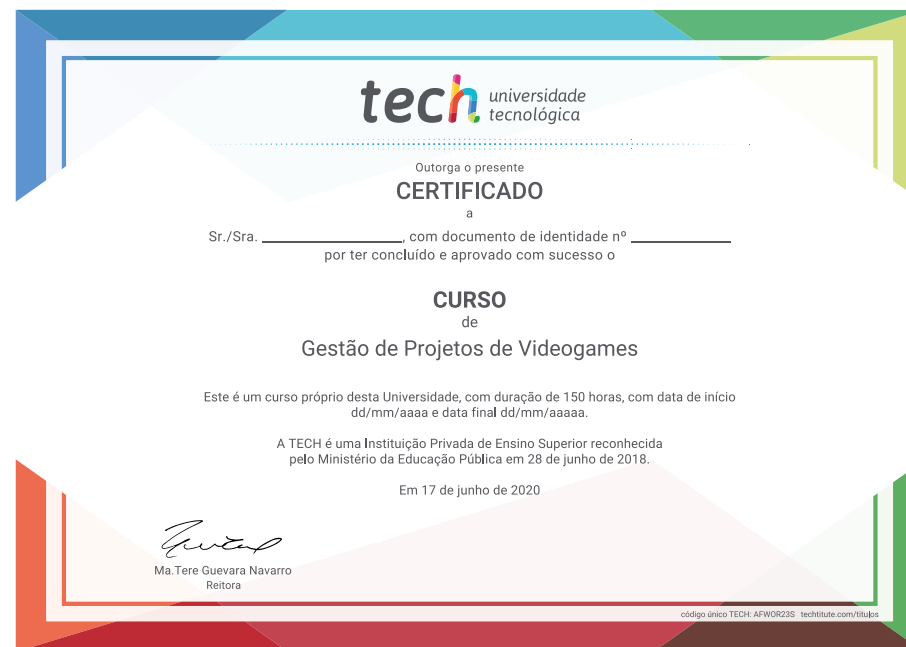 tech universidade
tecnológica
Outorga o presente
CERTIFICADO
a
Sr./Sra. ____________, com documento de identidade nº ____________
por ter concluído e aprovado com sucesso o
CURSO
de
Gestão de Projetos de Videogames
Este é um curso próprio desta Universidade, com duração de 150 horas, com data de início
dd/mm/aaaa e data final dd/mm/aaaaa.
A TECH é uma Instituição Privada de Ensino Superior reconhecida
pelo Ministério da Educação Pública em 28 de junho de 2018.
Em 17 de junho de 2020
Ma.Tere Guevara Navarro
Reitora
código único TECH: AFWOR23S techtitute.com/titulos